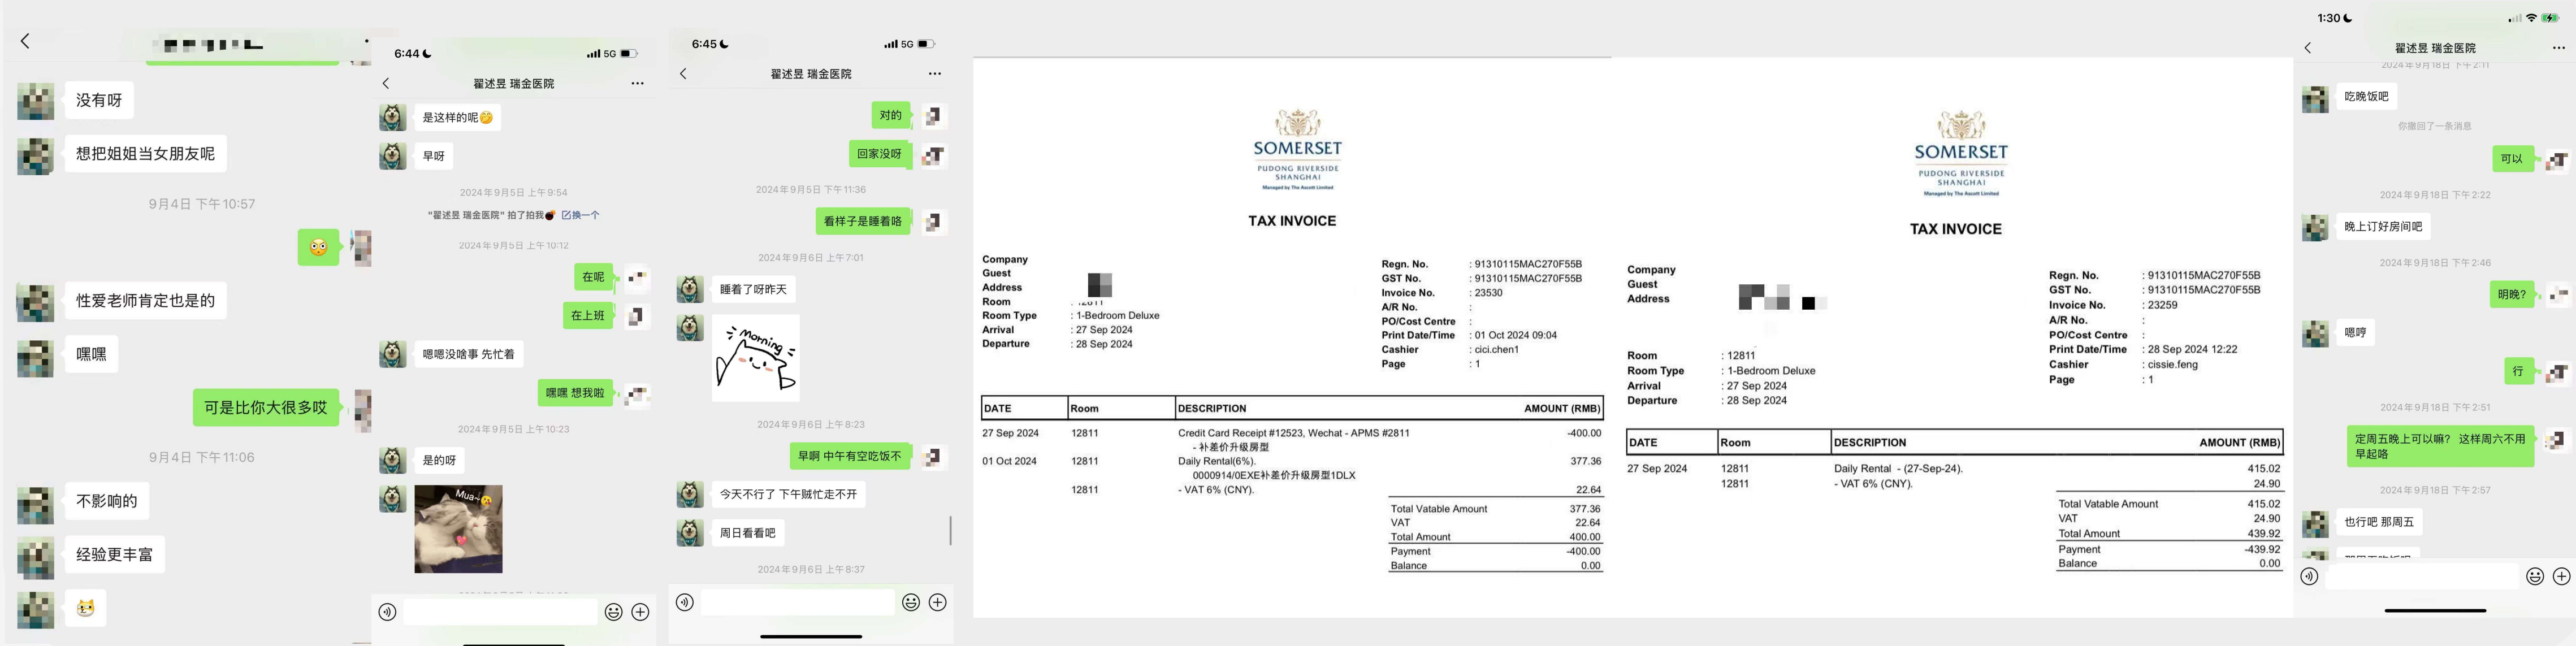 没有呀
想把姐姐当女朋友呢
9月4日 下午10:57
性爱老师肯定也是的
嘿嘿
可是比你大很多哎
9月4日 下午11:06
不影响的
经验更丰富
6:44
5G
翟述昱 瑞金医院
是这样的呢
早呀
2024年9月5日 上午9:54
"翟述昱 瑞金医院" 拍了拍我 换一个
2024年9月5日 上午10:12
在呢
在上班
嗯嗯没啥事 先忙着
嘿嘿 想我啦
2024年9月5日 上午10:23
是的呀
Mua~
6:45
5G
翟述昱 瑞金医院
对的
回家没呀
2024年9月5日 下午11:36
看样子是睡着咯
2024年9月6日 上午7:01
睡着了呀昨天
Morning
2024年9月6日 上午8:23
早啊 中午有空吃饭不
今天不行了 下午贼忙走不开
周日看看吧
2024年9月6日 上午8:37
SOMERSET
PUDONG RIVERSIDE
SHANGHAI
Managed by The Ascott Limited
TAX INVOICE
Company
Guest
Address
Room : 12811
Room Type : 1-Bedroom Deluxe
Arrival : 27 Sep 2024
Departure : 28 Sep 2024
Regn. No. : 91310115MAC270F55B
GST No. : 91310115MAC270F55B
Invoice No. : 23530
A/R No. :
PO/Cost Centre :
Print Date/Time : 01 Oct 2024 09:04
Cashier : cici.chen1
Page : 1
DATE Room DESCRIPTION AMOUNT (RMB)
27 Sep 2024 12811 Credit Card Receipt #12523, Wechat - APMS #2811 -400.00
- 补差价升级房型
01 Oct 2024 12811 Daily Rental(6%). 377.36
0000914/0EXE补差价升级房型1DLX
12811 - VAT 6% (CNY). 22.64
Total Vatable Amount 377.36
VAT 22.64
Total Amount 400.00
Payment -400.00
Balance 0.00
SOMERSET
PUDONG RIVERSIDE
SHANGHAI
Managed by The Ascott Limited
TAX INVOICE
Company
Guest
Address
Room : 12811
Room Type : 1-Bedroom Deluxe
Arrival : 27 Sep 2024
Departure : 28 Sep 2024
Regn. No. : 91310115MAC270F55B
GST No. : 91310115MAC270F55B
Invoice No. : 23259
A/R No. :
PO/Cost Centre :
Print Date/Time : 28 Sep 2024 12:22
Cashier : cissie.feng
Page : 1
DATE Room DESCRIPTION AMOUNT (RMB)
27 Sep 2024 12811 Daily Rental - (27-Sep-24). 415.02
12811 - VAT 6% (CNY). 24.90
Total Vatable Amount 415.02
VAT 24.90
Total Amount 439.92
Payment -439.92
Balance 0.00
1:30
翟述昱 瑞金医院
2024年9月18日 下午2:11
吃晚饭吧
你撤回了一条消息
可以
2024年9月18日 下午2:22
晚上订好房间吧
2024年9月18日 下午2:46
明晚?
嗯哼
行
2024年9月18日 下午2:51
定周五晚上可以嘛? 这样周六不用
早起咯
2024年9月18日 下午2:57
也行吧 那周五